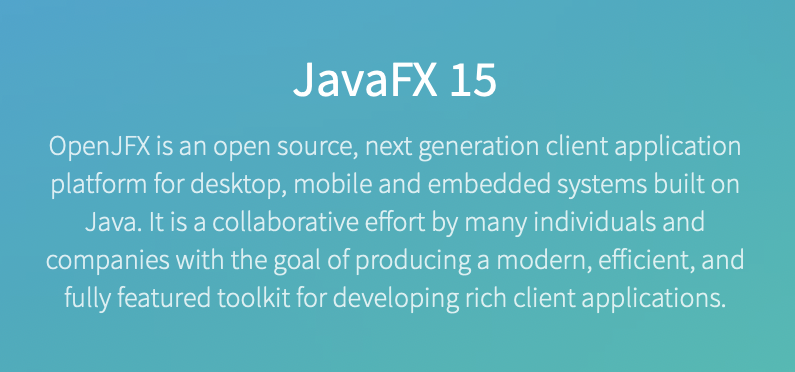 JavaFX 15
OpenJFX is an open source, next generation client application
platform for desktop, mobile and embedded systems built on
Java. It is a collaborative effort by many individuals and
companies with the goal of producing a modern, efficient, and
fully featured toolkit for developing rich client applications.